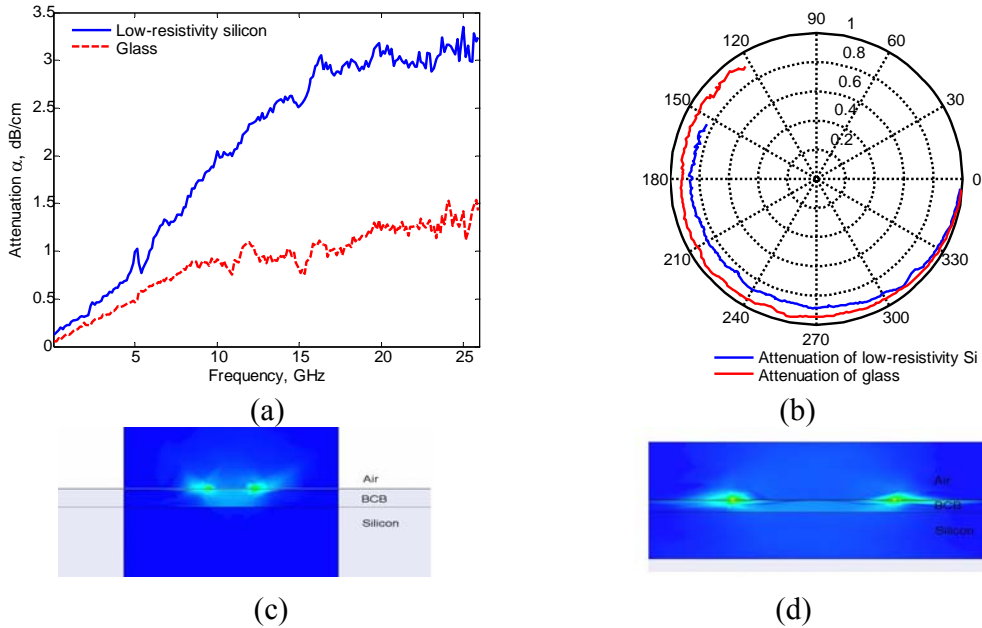 Low-resistivity silicon
Glass
Attenuation α, dB/cm
3.5
3
2.5
2
1.5
1
0.5
0
5
10
15
20
25
Frequency, GHz
(a)
90
1
120
60
0.8
0.6
150
0.4
30
0.2
180
0
210
330
240
300
270
Attenuation of low-resistivity Si
Attenuation of glass
(b)
Air
BCB
Silicon
(c)
Air
BCB
Silicon
(d)